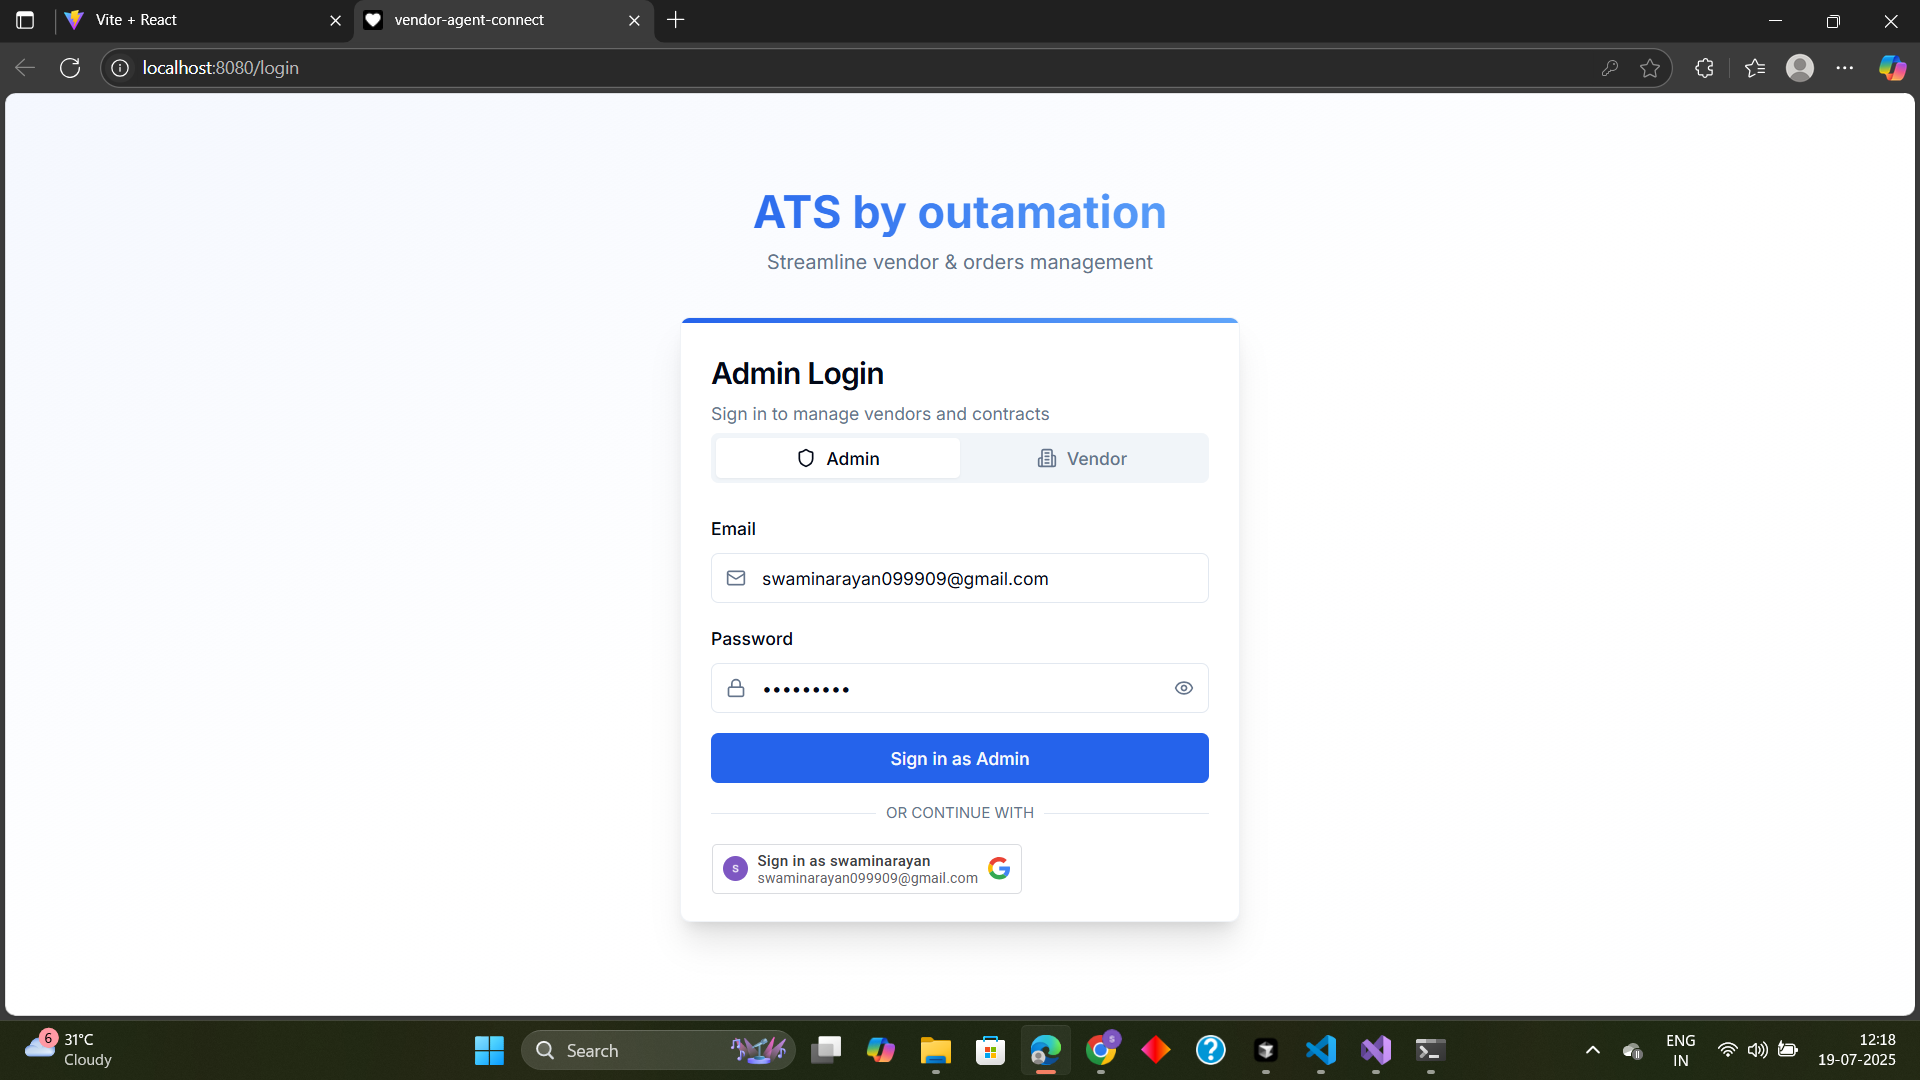 Vite + React
vendor-agent-connect
localhost:8080/login
ATS by outamation
Streamline vendor & orders management
Admin Login
Sign in to manage vendors and contracts
Admin
Vendor
Email
swaminarayan099909@gmail.com
Password
Sign in as Admin
OR CONTINUE WITH
S
Sign in as swaminarayan
swaminarayan099909@gmail.com
6
31°C
Cloudy
Search
S
ENG
IN
12:18
19-07-2025